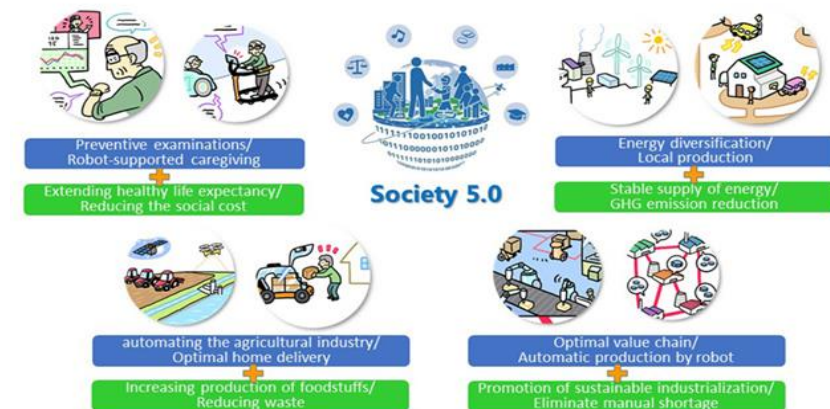 Preventive examinations/
Robot-supported caregiving
Extending healthy life expectancy/
Reducing the social cost
Society 5.0
Energy diversification/
Local production
Stable supply of energy/
GHG emission reduction
automating the agricultural industry/
Optimal home delivery
Increasing production of foodstuffs/
Reducing waste
Optimal value chain/
Automatic production by robot
Promotion of sustainable industrialization/
Eliminate manual shortage